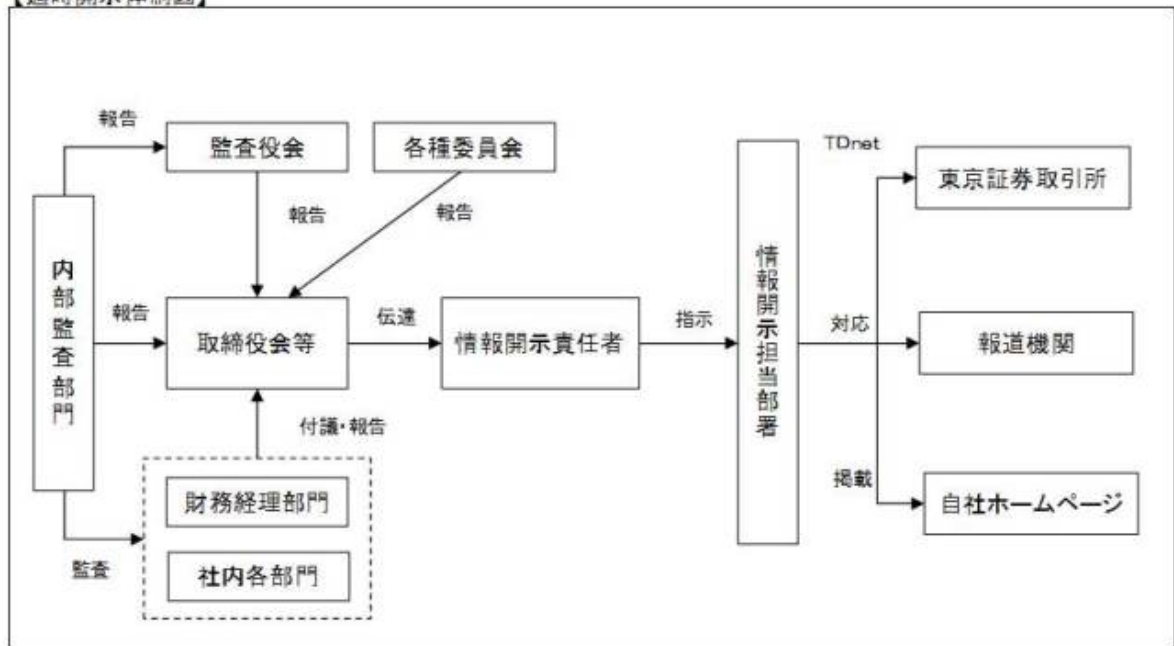 報告
監査役会
各種委員会
TDnet
東京証券取引所
報告
報告
内部監査部門
報告
取締役会等
伝達
情報開示責任者
指示
情報開示担当部署
対応
報道機関
付議・報告
財務経理部門
掲載
自社ホームページ
監査
社内各部門